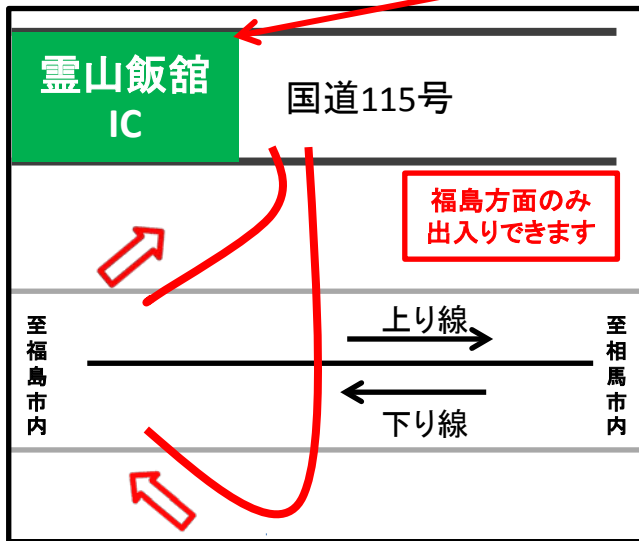 霊山飯舘
IC
国道115号
福島方面のみ
出入りできます
至福島市内
上り線
下り線
至相馬市内